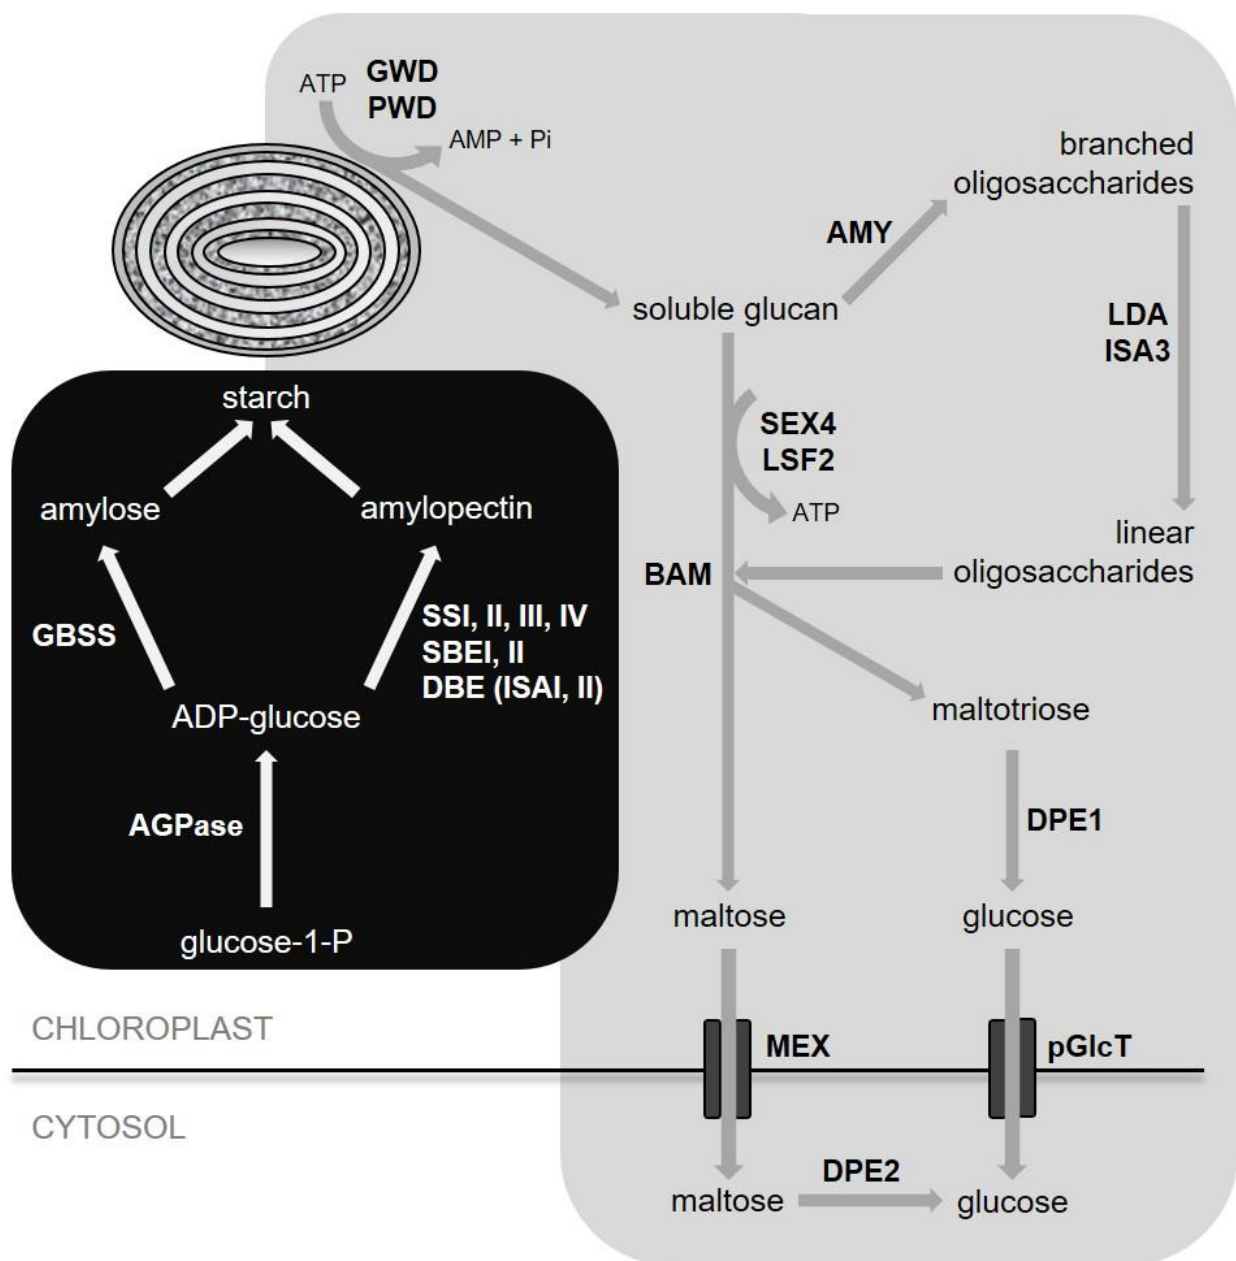 ATP
GWD
PWD
AMP + Pi
branched
oligosaccharides
AMY
soluble glucan
LDA
ISA3
starch
SEX4
LSF2
ATP
amylose
amylopectin
linear
oligosaccharides
BAM
GBSS
SSI, II, III, IV
SBEI, II
DBE (ISAI, II)
ADP-glucose
maltotriose
AGPase
DPE1
maltose
glucose
glucose-1-P
CHLOROPLAST
MEX
pGlcT
CYTOSOL
DPE2
maltose
glucose